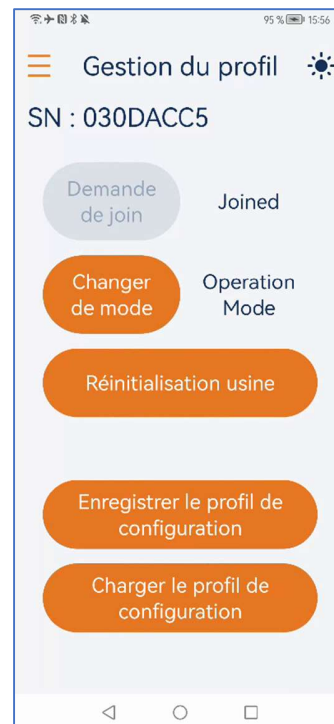 95 % 15:56
Gestion du profil
SN : 030DACC5
Demande
de join
Joined
Changer
de mode
Operation
Mode
Réinitialisation usine
Enregistrer le profil de
configuration
Charger le profil de
configuration